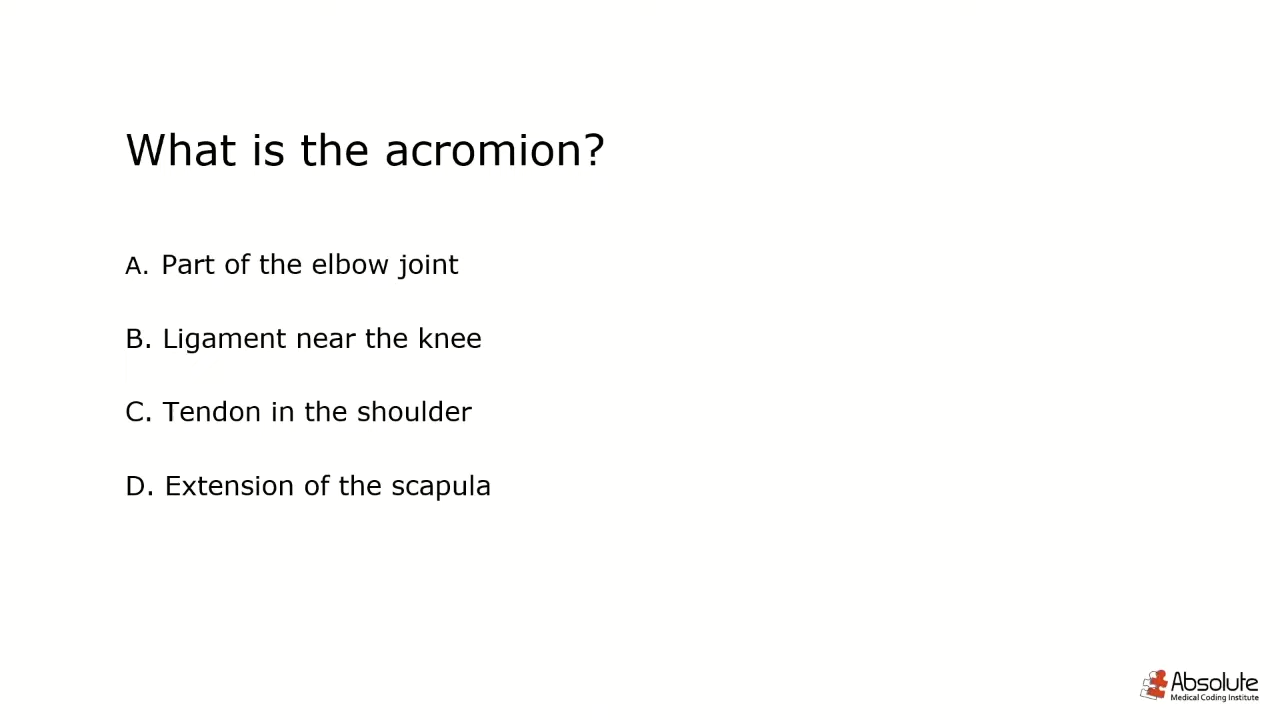 What is the acromion?
A. Part of the elbow joint
B. Ligament near the knee
C. Tendon in the shoulder
D. Extension of the scapula
Absolute
Medical Coding Institute